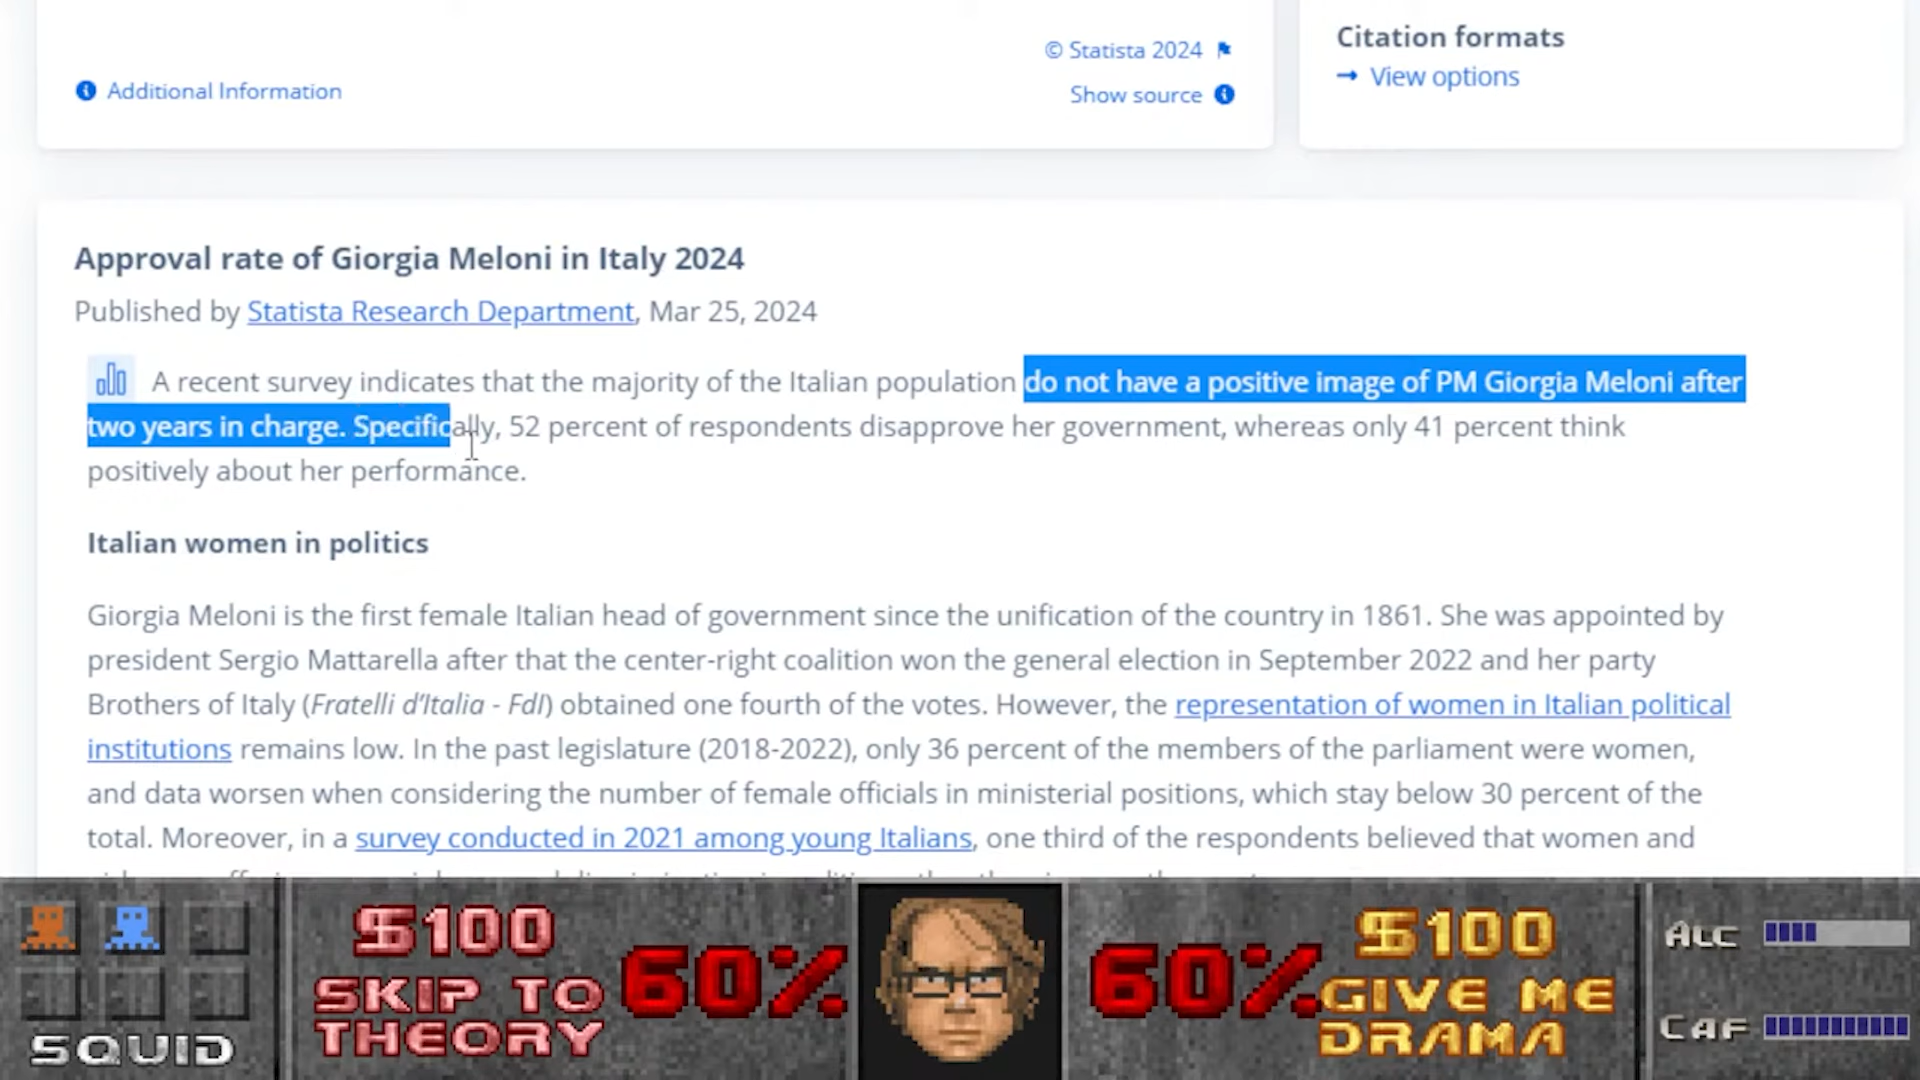 © Statista 2024
Additional Information
Show source
Citation formats
→ View options
Approval rate of Giorgia Meloni in Italy 2024
Published by Statista Research Department, Mar 25, 2024
A recent survey indicates that the majority of the Italian population do not have a positive image of PM Giorgia Meloni after
two years in charge. Specifically, 52 percent of respondents disapprove her government, whereas only 41 percent think
positively about her performance.
Italian women in politics
Giorgia Meloni is the first female Italian head of government since the unification of the country in 1861. She was appointed by
president Sergio Mattarella after that the center-right coalition won the general election in September 2022 and her party
Brothers of Italy (Fratelli d'Italia - FdI) obtained one fourth of the votes. However, the representation of women in Italian political
institutions remains low. In the past legislature (2018-2022), only 36 percent of the members of the parliament were women,
and data worsen when considering the number of female officials in ministerial positions, which stay below 30 percent of the
total. Moreover, in a survey conducted in 2021 among young Italians, one third of the respondents believed that women and
SQUID
$100
SKIP TO
THEORY
60%
60%
$100
GIVE ME
DRAMA
ALC
CAF